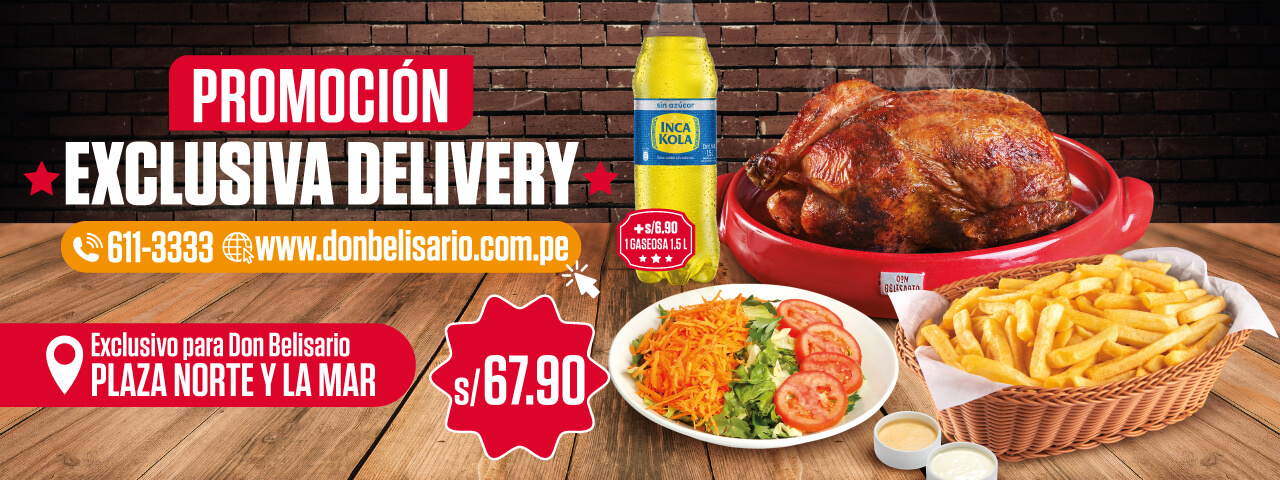 PROMOCIÓN
EXCLUSIVA DELIVERY
611-3333 www.donbelisario.com.pe
Exclusivo para Don Belisario
PLAZA NORTE Y LA MAR
s/67.90
sin azúcar
INCA
KOLA
+s/6.90
1 GASEOSA 1.5 L
DON
BELISARIO